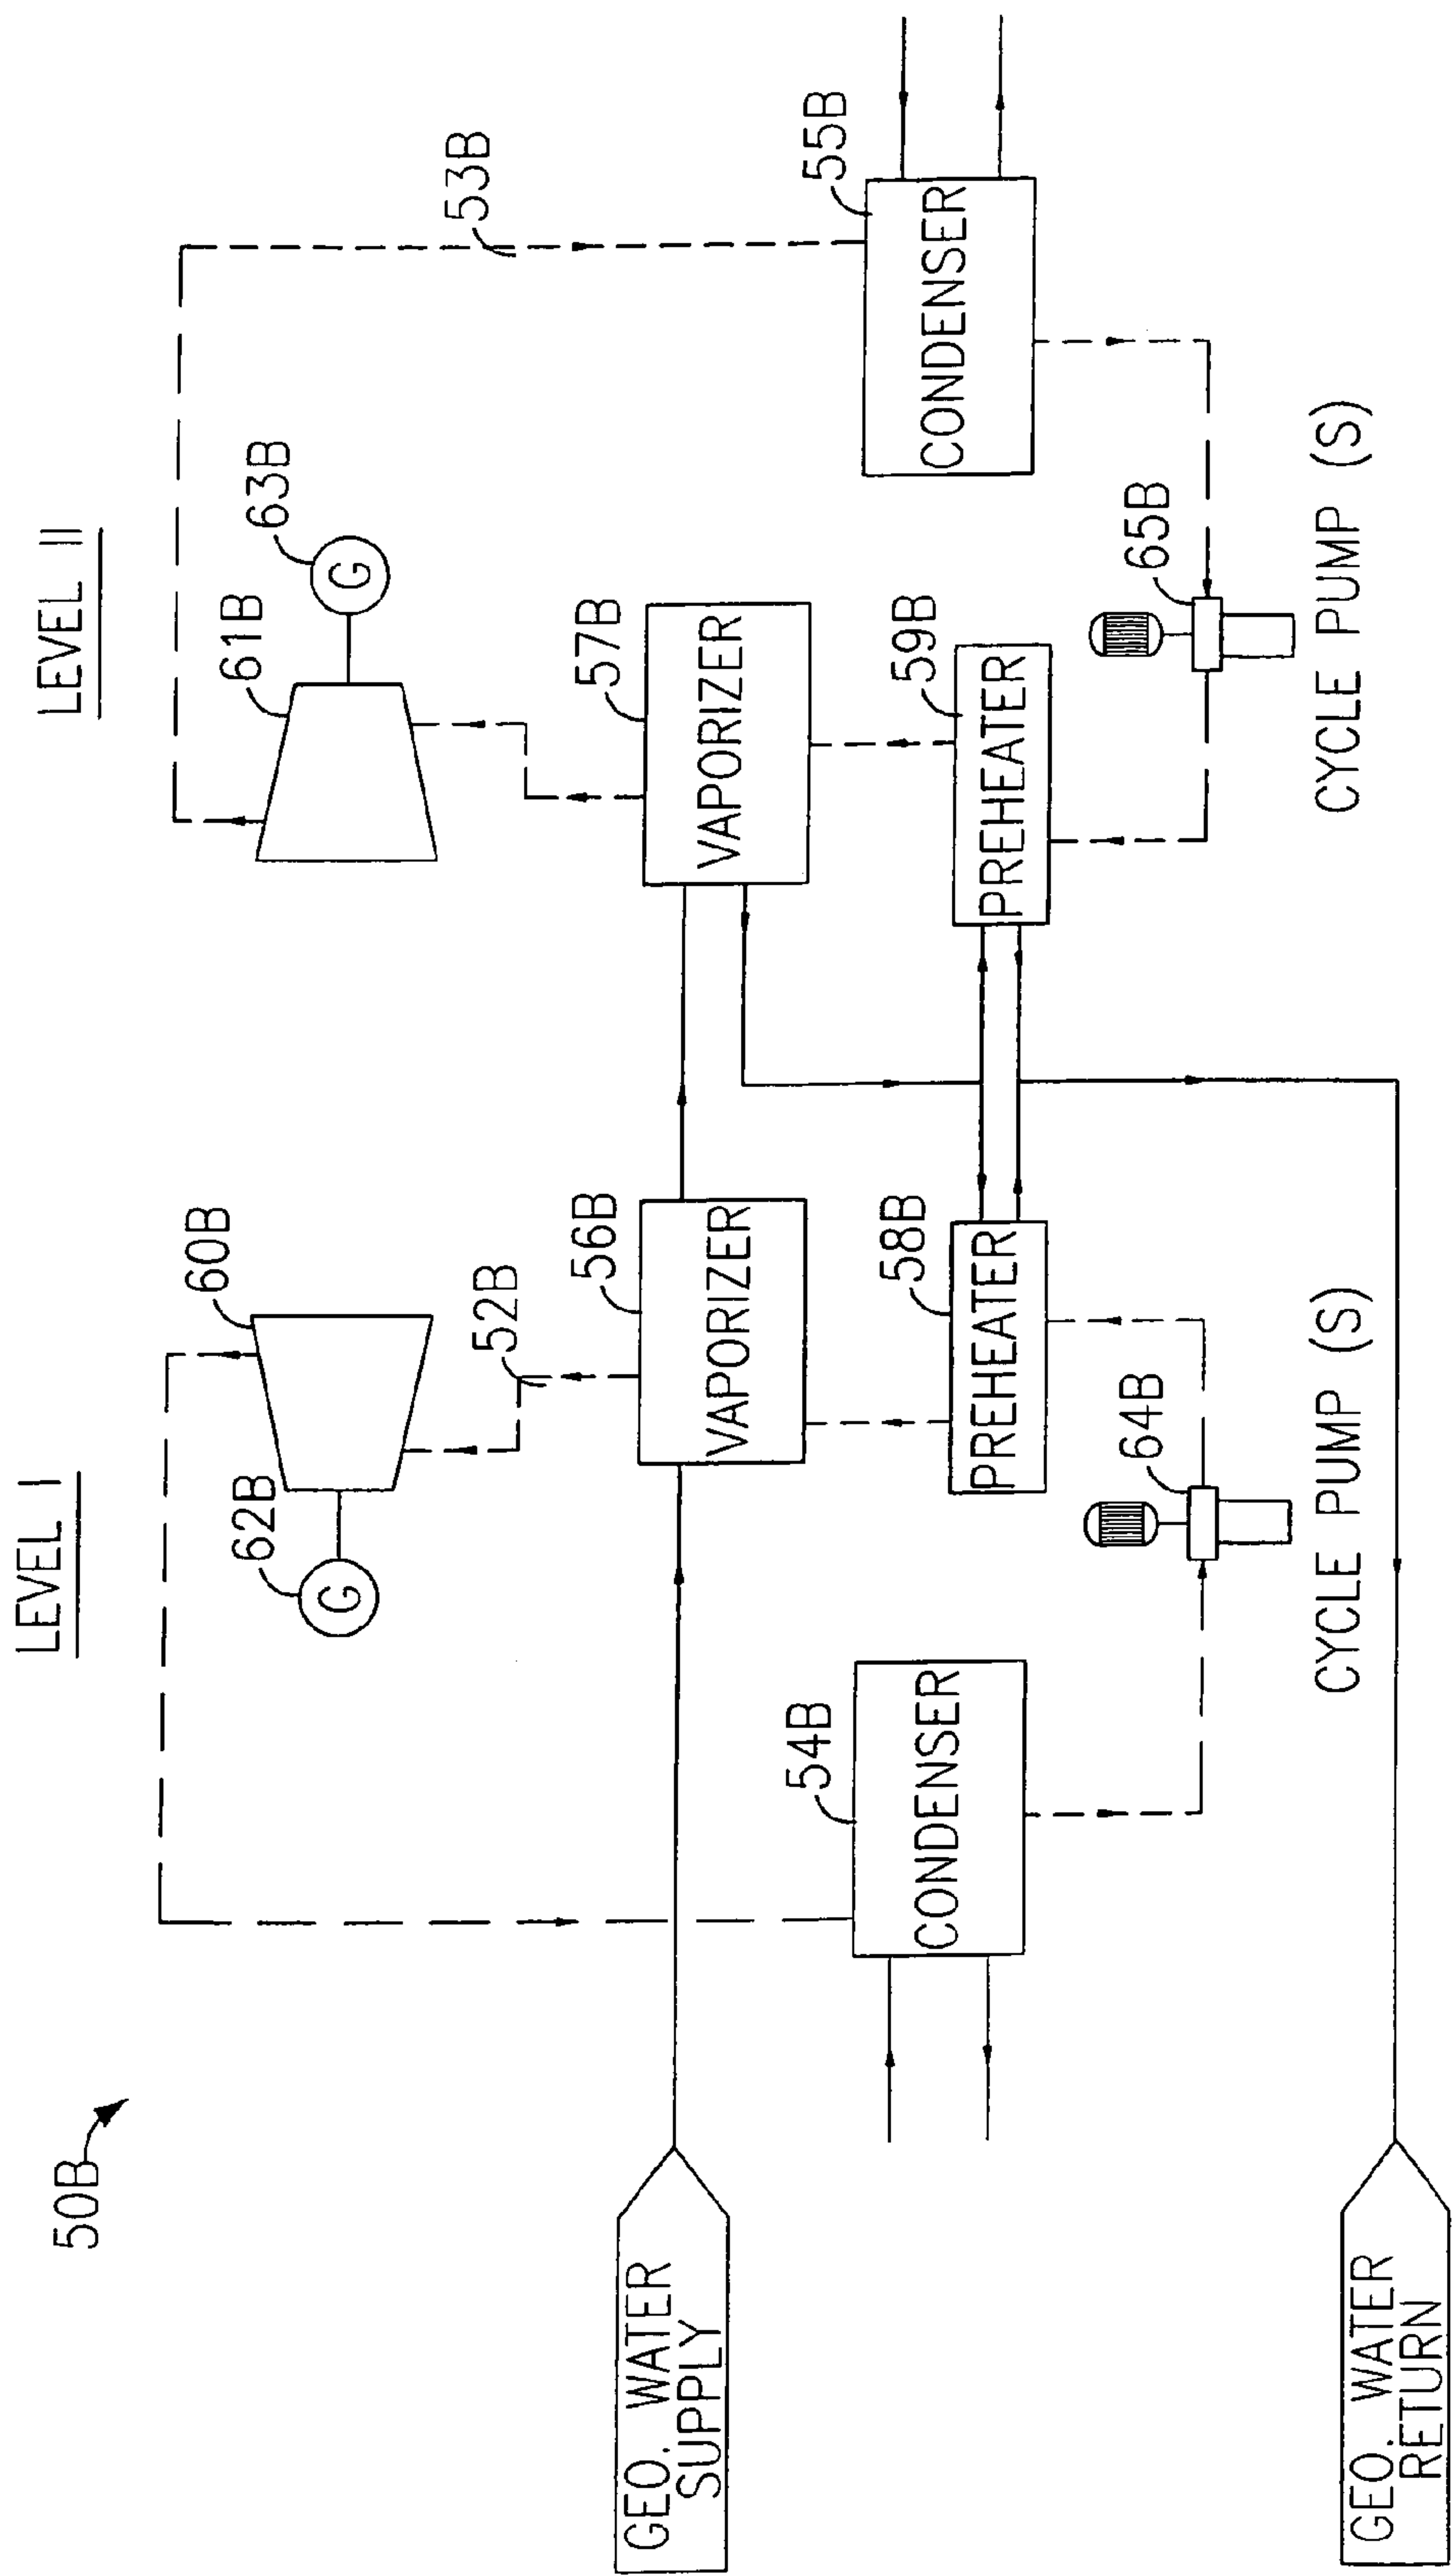 50B
LEVEL I
LEVEL II
62B
G
60B
61B
63B
G
53B
52B
56B
VAPORIZER
57B
VAPORIZER
GEO. WATER
SUPPLY
54B
CONDENSER
58B
PREHEATER
59B
PREHEATER
55B
CONDENSER
64B
65B
CYCLE PUMP (S)
CYCLE PUMP (S)
GEO. WATER
RETURN